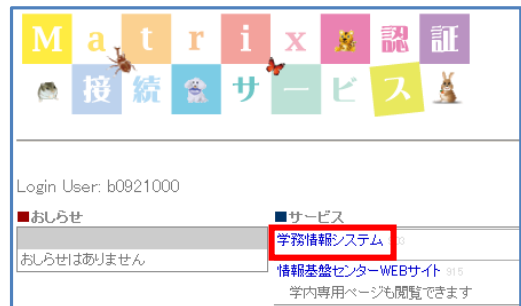 Matrix認証
接続サービス
Login User: b0921000
■おしらせ
おしらせはありません
■サービス
学務情報システム
情報基盤センターWEBサイト 915
学内専用ページも閲覧できます